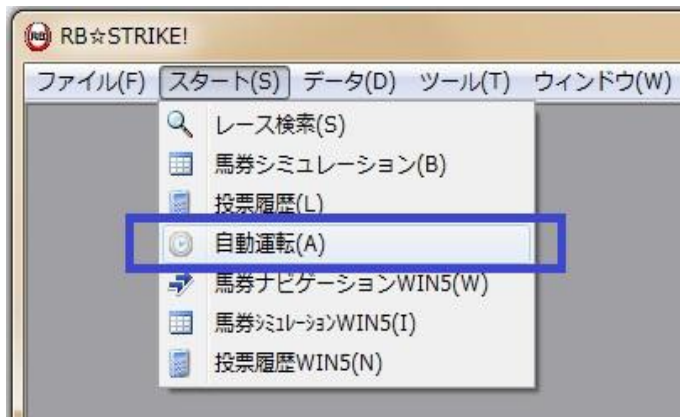 RB☆STRIKE!
ファイル(F) スタート(S) データ(D) ツール(T) ウィンドウ(W)
レース検索(S)
馬券シミュレーション(B)
投票履歴(L)
自動運転(A)
馬券ナビゲーションWIN5(W)
馬券ｼﾐｭﾚｰｼｮﾝWIN5(I)
投票履歴WIN5(N)